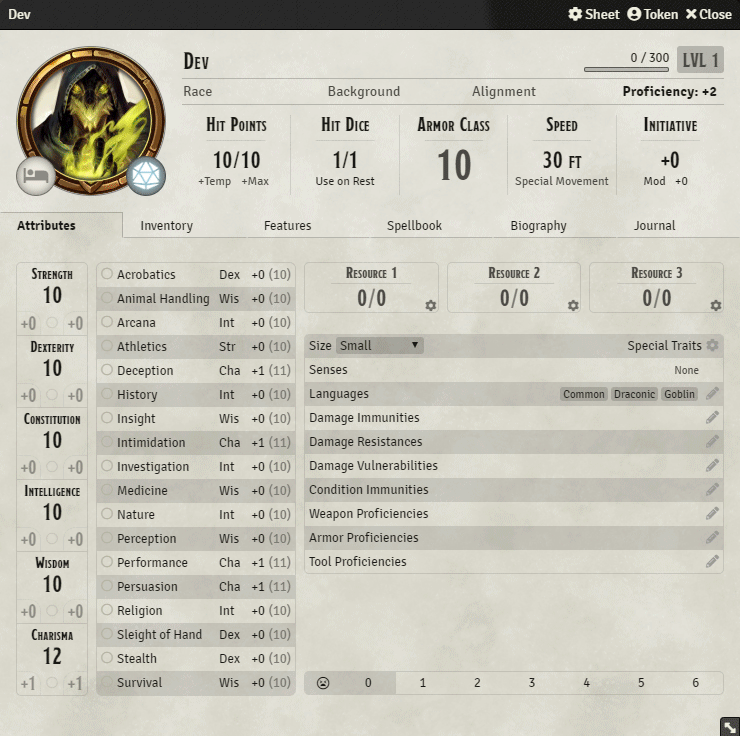 Dev Sheet Token Close
Dev 0 / 300 LVL 1
Race Background Alignment Proficiency: +2
Hit Points Hit Dice Armor Class Speed Initiative
10/10 1/1 10 30 ft +0
+Temp +Max Use on Rest Special Movement Mod +0
Attributes Inventory Features Spellbook Biography Journal
Strength
10
+0 +0
Dexterity
10
+0 +0
Constitution
10
+0 +0
Intelligence
10
+0 +0
Wisdom
10
+0 +0
Charisma
12
+1 +1
Acrobatics Dex +0 (10)
Animal Handling Wis +0 (10)
Arcana Int +0 (10)
Athletics Str +0 (10)
Deception Cha +1 (11)
History Int +0 (10)
Insight Wis +0 (10)
Intimidation Cha +1 (11)
Investigation Int +0 (10)
Medicine Wis +0 (10)
Nature Int +0 (10)
Perception Wis +0 (10)
Performance Cha +1 (11)
Persuasion Cha +1 (11)
Religion Int +0 (10)
Sleight of Hand Dex +0 (10)
Stealth Dex +0 (10)
Survival Wis +0 (10)
Resource 1 Resource 2 Resource 3
0/0 0/0 0/0
Size Small Special Traits
Senses None
Languages Common Draconic Goblin
Damage Immunities
Damage Resistances
Damage Vulnerabilities
Condition Immunities
Weapon Proficiencies
Armor Proficiencies
Tool Proficiencies
0 1 2 3 4 5 6